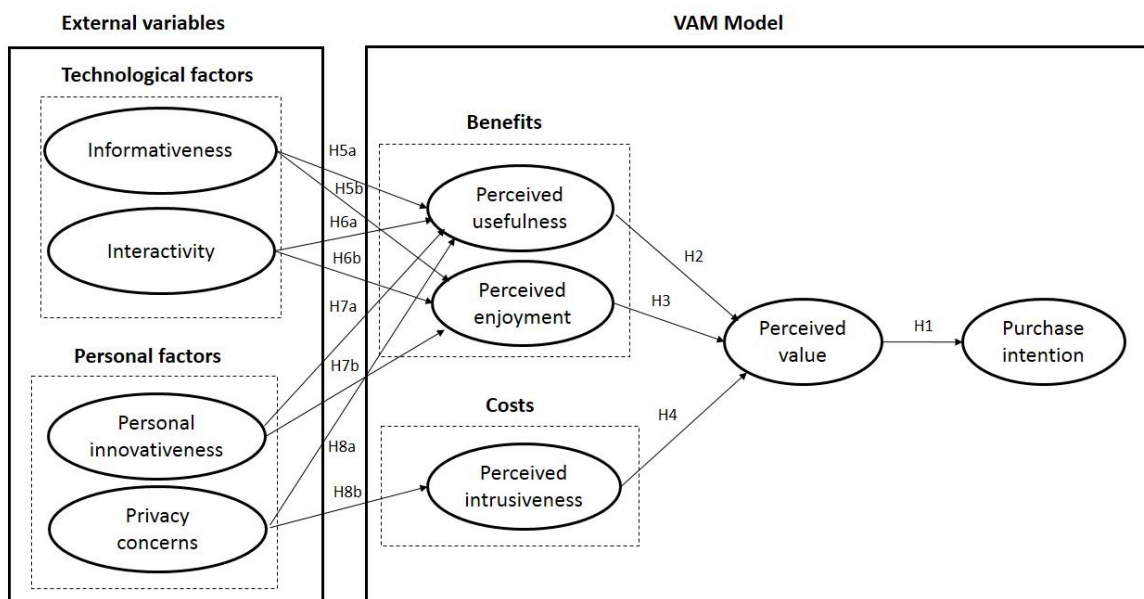 External variables
VAM Model
Technological factors
Informativeness
Interactivity
Personal factors
Personal
innovativeness
Privacy
concerns
H5a
H5b
H6a
H6b
H7a
H7b
H8a
H8b
Benefits
Perceived
usefulness
Perceived
enjoyment
Costs
Perceived
intrusiveness
H2
H3
H4
Perceived
value
H1
Purchase
intention